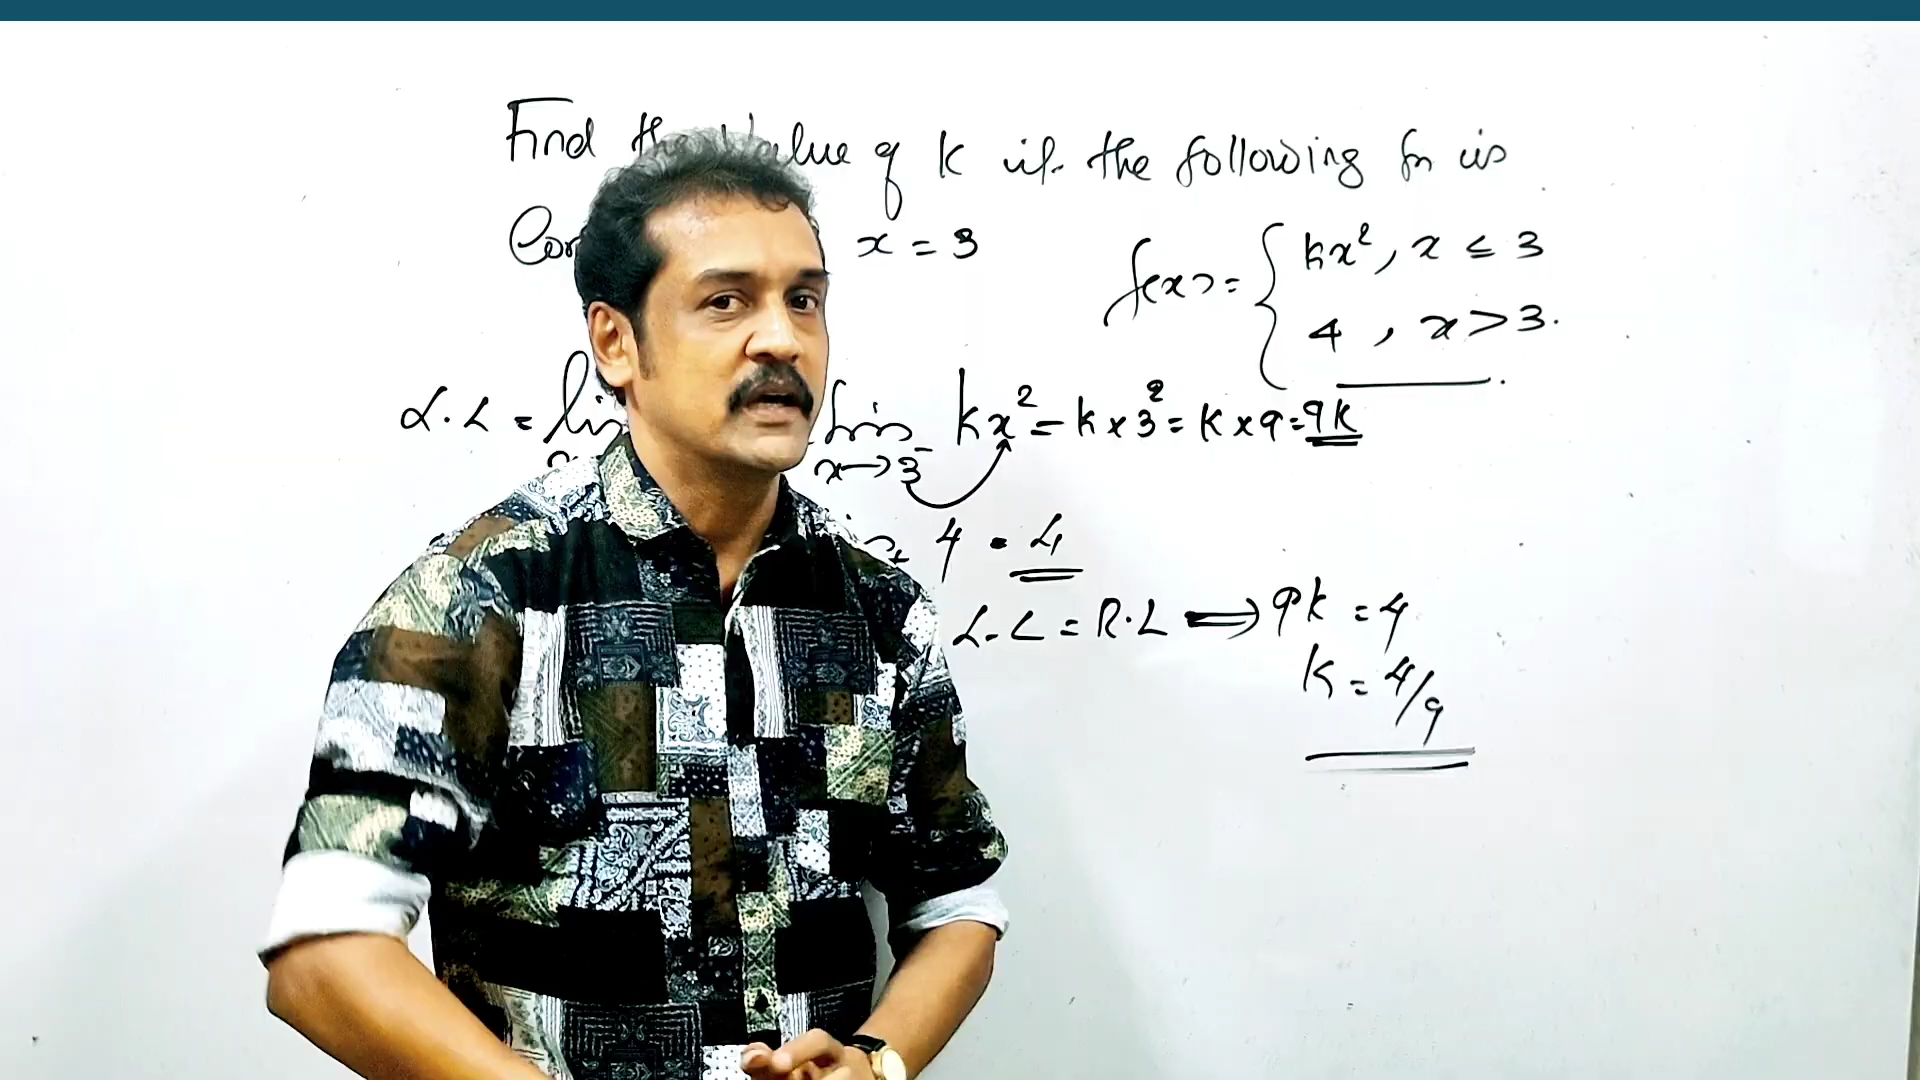 Find the Value of K if the following fn is
x = 3
f(x) = { kx², x ≤ 3
4 , x > 3.
L.L = lim lim kx² = k x 3² = k x 9 = 9k
x→3⁻
4 = 4
L.L = R.L ⟹ 9k = 4
k = 4/9